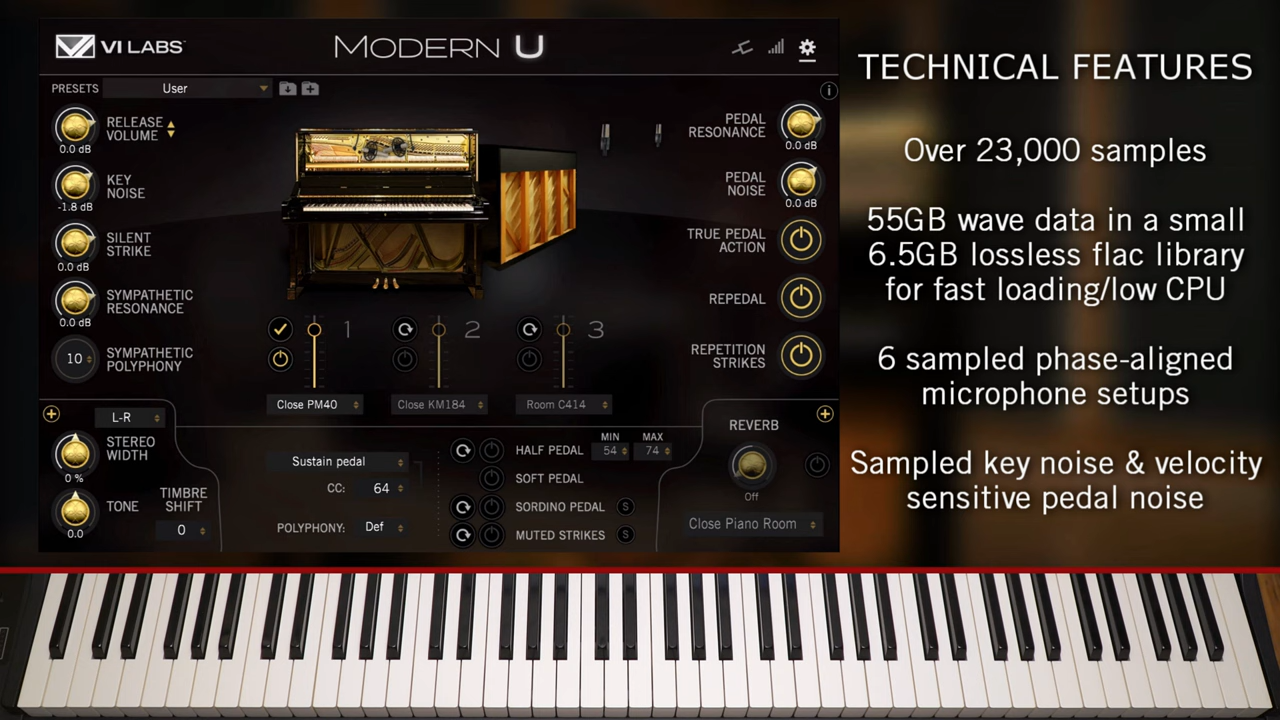 VI LABS
MODERN U
PRESETS
User
i
RELEASE
VOLUME
0.0 dB
KEY
NOISE
-1.8 dB
SILENT
STRIKE
0.0 dB
SYMPATHETIC
RESONANCE
0.0 dB
10
SYMPATHETIC
POLYPHONY
PEDAL
RESONANCE
0.0 dB
PEDAL
NOISE
0.0 dB
TRUE PEDAL
ACTION
REPEDAL
REPETITION
STRIKES
1
2
3
Close PM40
Close KM184
Room C414
L-R
STEREO
WIDTH
0 %
TONE
0.0
TIMBRE
SHIFT
0
Sustain pedal
CC: 64
POLYPHONY: Def
MIN MAX
HALF PEDAL 54 74
SOFT PEDAL
SORDINO PEDAL S
MUTED STRIKES S
REVERB
Off
Close Piano Room
TECHNICAL FEATURES
Over 23,000 samples
55GB wave data in a small
6.5GB lossless flac library
for fast loading/low CPU
6 sampled phase-aligned
microphone setups
Sampled key noise & velocity
sensitive pedal noise